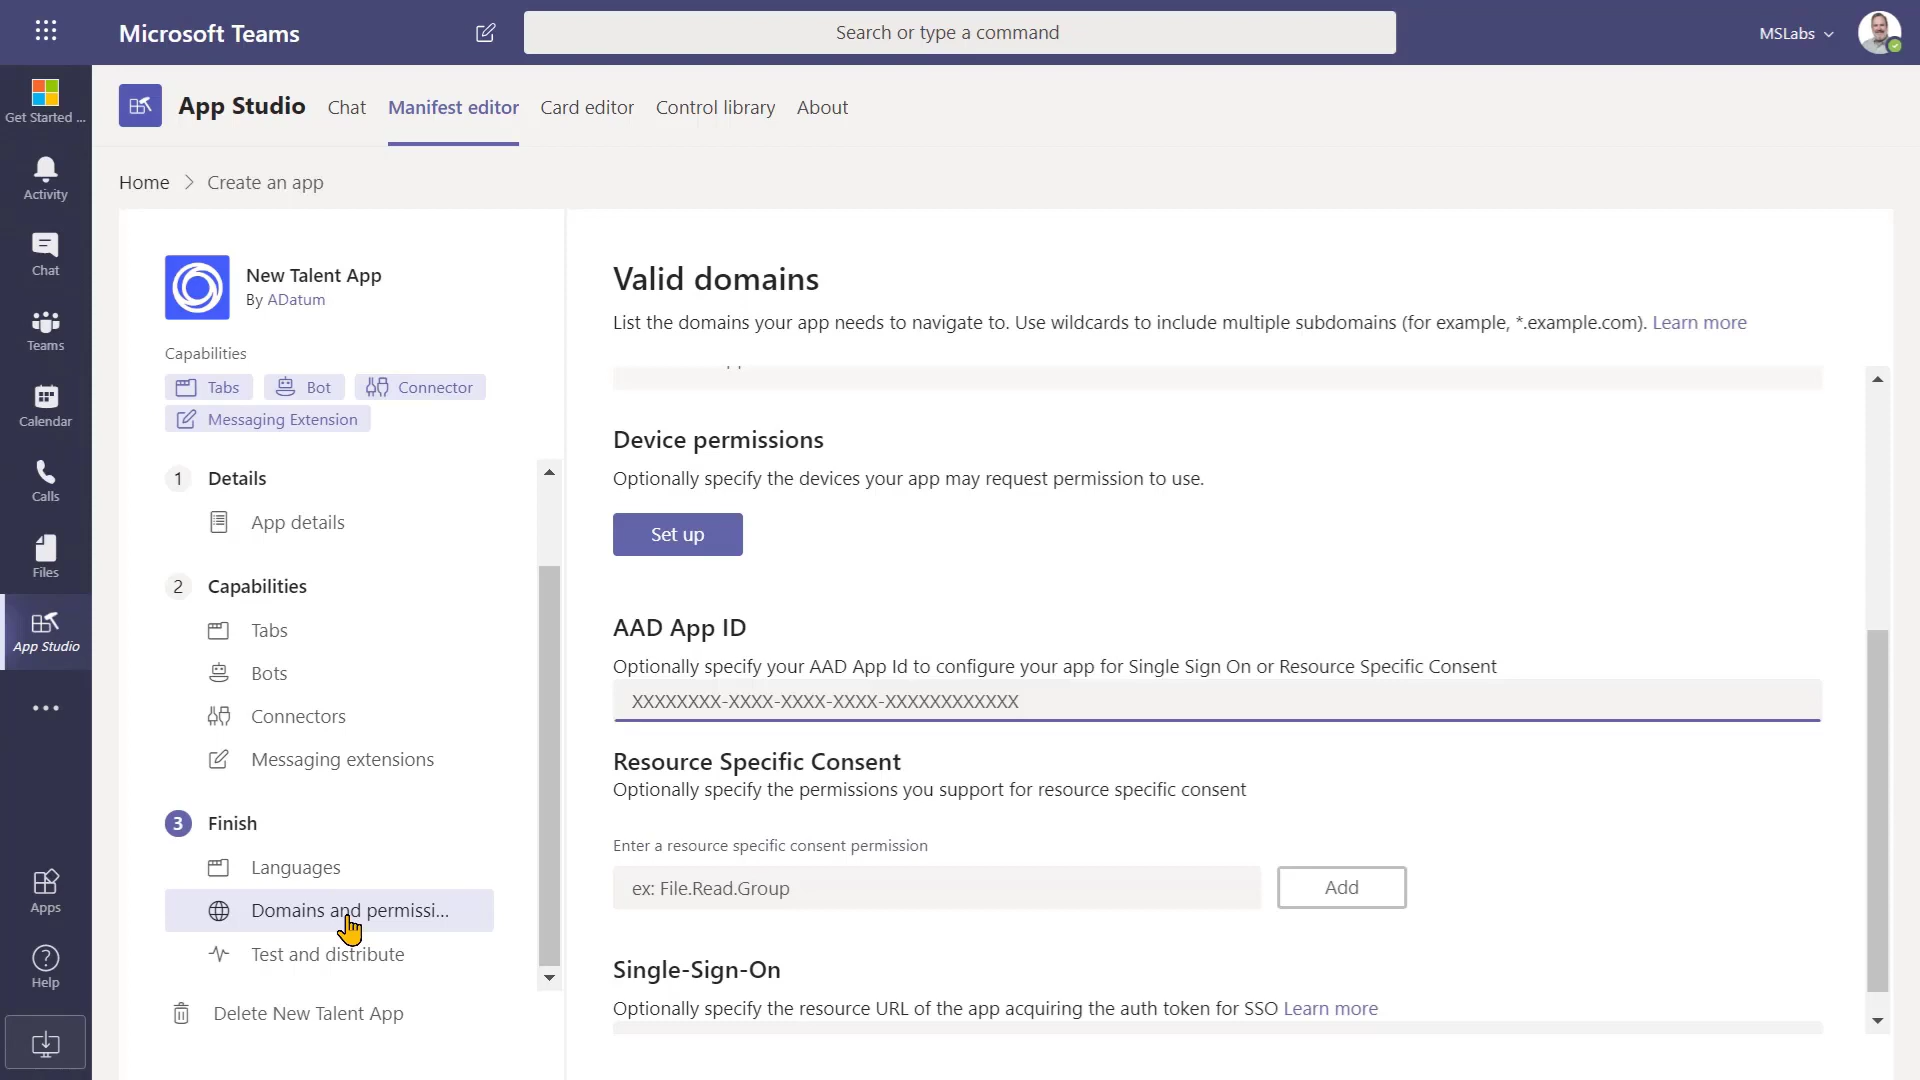 Microsoft Teams
Search or type a command
MSLabs
Get Started ...
Activity
Chat
Teams
Calendar
Calls
Files
App Studio
Apps
Help
App Studio
Chat
Manifest editor
Card editor
Control library
About
Home
Create an app
New Talent App
By ADatum
Capabilities
Tabs
Bot
Connector
Messaging Extension
1 Details
App details
2 Capabilities
Tabs
Bots
Connectors
Messaging extensions
3 Finish
Languages
Domains and permissi...
Test and distribute
Delete New Talent App
Valid domains
List the domains your app needs to navigate to. Use wildcards to include multiple subdomains (for example, *.example.com). Learn more
Device permissions
Optionally specify the devices your app may request permission to use.
Set up
AAD App ID
Optionally specify your AAD App Id to configure your app for Single Sign On or Resource Specific Consent
XXXXXXXX-XXXX-XXXX-XXXX-XXXXXXXXXXXX
Resource Specific Consent
Optionally specify the permissions you support for resource specific consent
Enter a resource specific consent permission
ex: File.Read.Group
Add
Single-Sign-On
Optionally specify the resource URL of the app acquiring the auth token for SSO Learn more